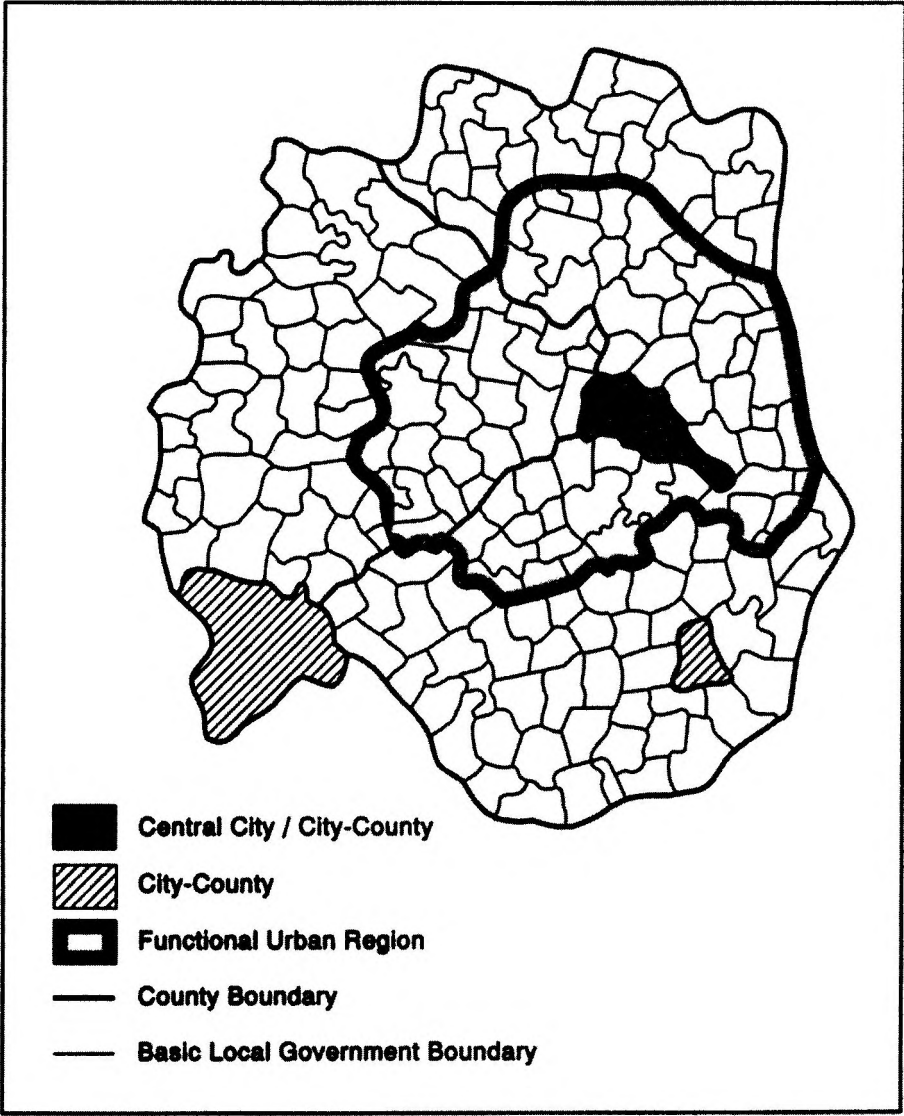 Central City / City-County
City-County
Functional Urban Region
County Boundary
Basic Local Government Boundary